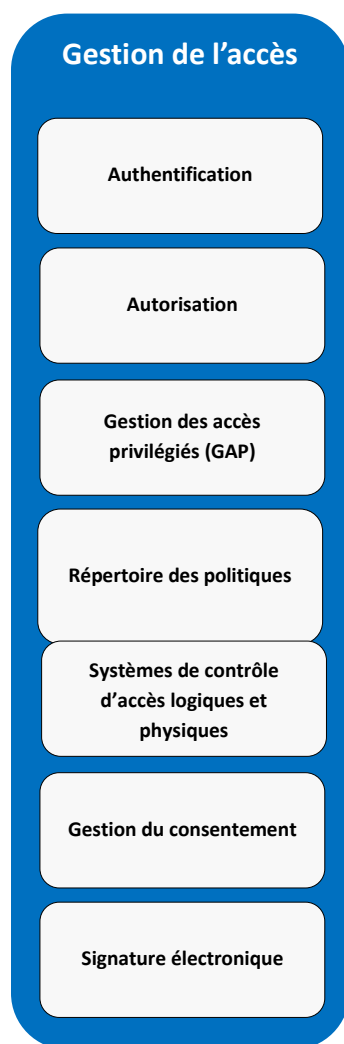 Gestion de l’accès
Authentification
Autorisation
Gestion des accès
privilégiés (GAP)
Répertoire des politiques
Systèmes de contrôle
d’accès logiques et
physiques
Gestion du consentement
Signature électronique